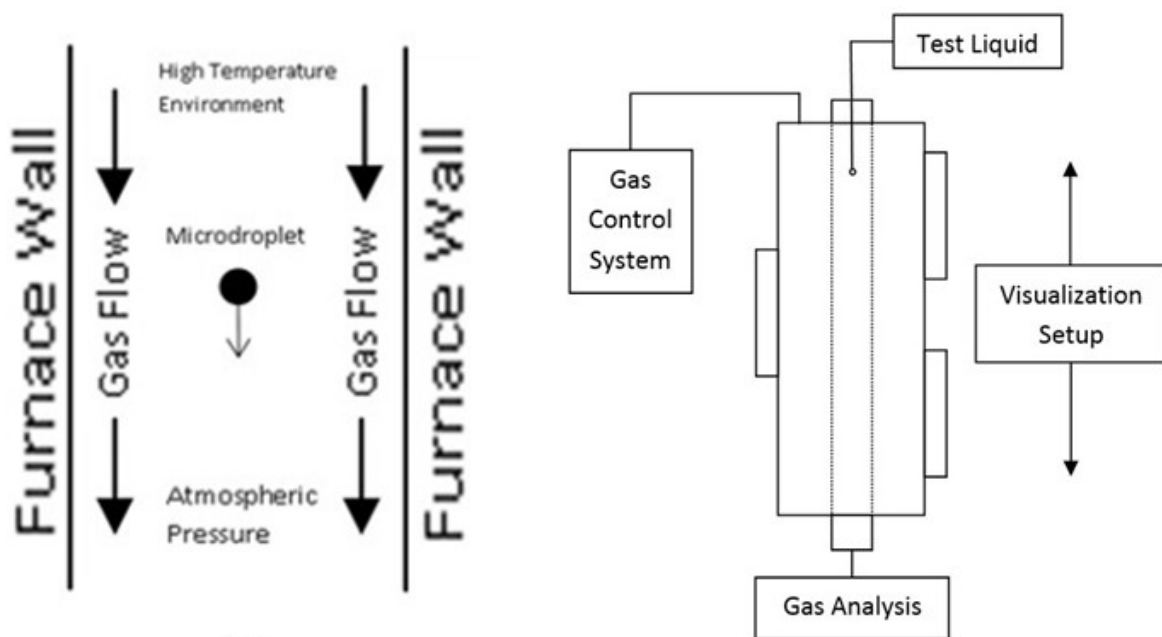 Furnace Wall
High Temperature
Environment
Gas Flow
Microdroplet
Gas Flow
Atmospheric
Pressure
Furnace Wall
Test Liquid
Gas
Control
System
Visualization
Setup
Gas Analysis